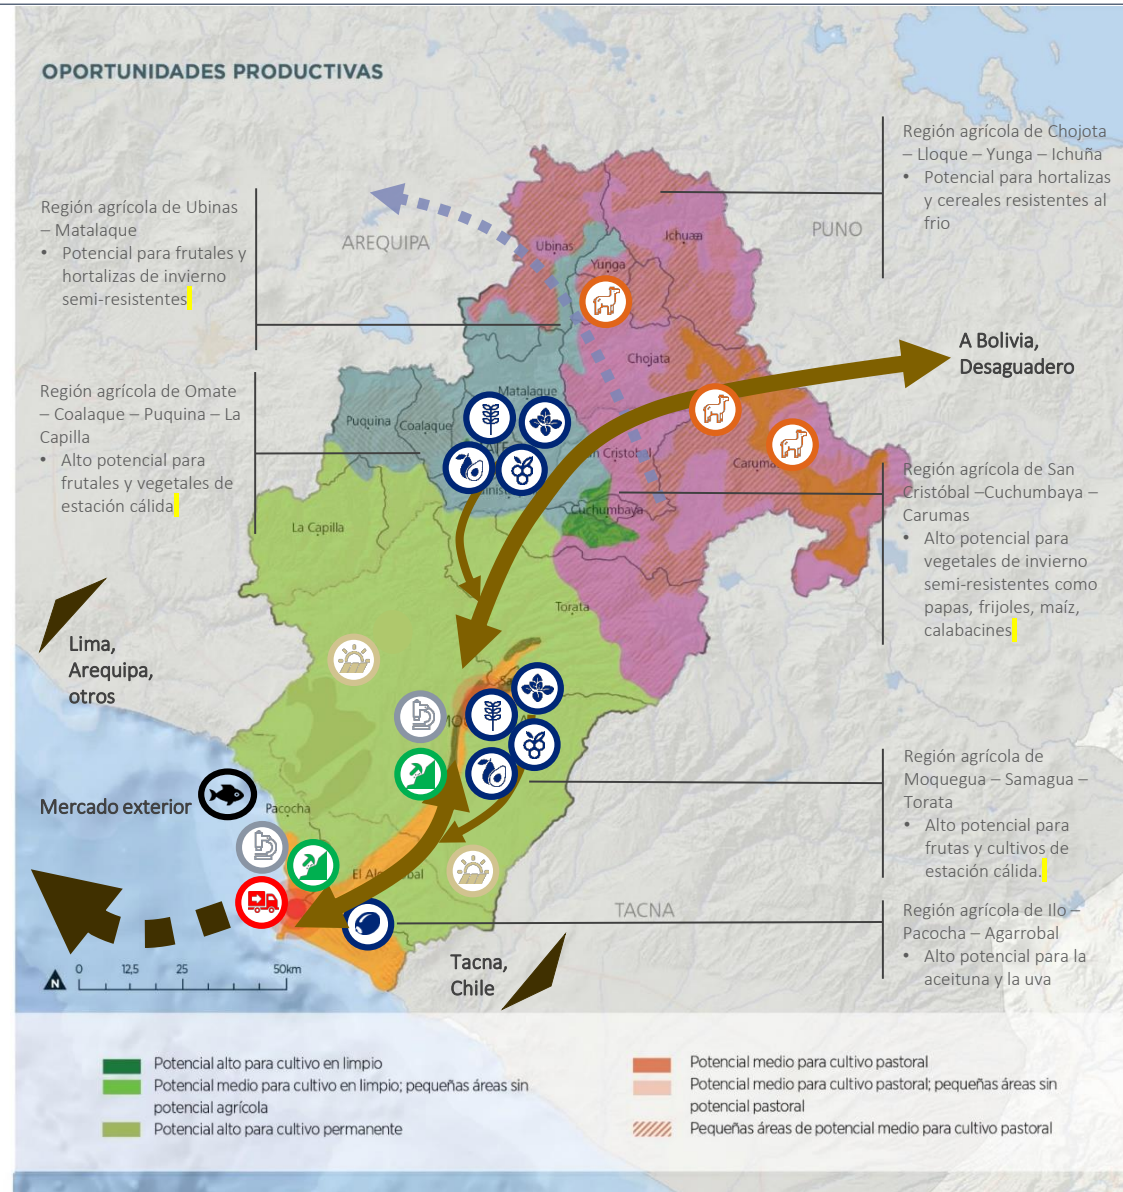 OPORTUNIDADES PRODUCTIVAS
Región agrícola de Chojota
– Lloque – Yunga – Ichuña
• Potencial para hortalizas
y cereales resistentes al
frio
Región agrícola de Ubinas
– Matalaque
• Potencial para frutales y
hortalizas de invierno
semi-resistentes
AREQUIPA
PUNO
Ubinas
Yunga
Chojata
A Bolivia,
Desaguadero
Región agrícola de Omate
– Coalaque – Puquina – La
Capilla
• Alto potencial para
frutales y vegetales de
estación cálida
Matalaque
Puquina
Coalaque
Región agrícola de San
Cristóbal –Cuchumbaya –
Carumas
• Alto potencial para
vegetales de invierno
semi-resistentes como
papas, frijoles, maíz,
calabacines
Cuchumbaya
La Capilla
Torata
Lima,
Arequipa,
otros
Mercado exterior
Pacocha
Región agrícola de
Moquegua – Samagua –
Torata
• Alto potencial para
frutas y cultivos de
estación cálida.
TACNA
Región agrícola de Ilo –
Pacocha – Agarrobal
• Alto potencial para la
aceituna y la uva
Tacna,
Chile
N
0 12,5 25 50km
Potencial alto para cultivo en limpio
Potencial medio para cultivo en limpio; pequeñas áreas sin
potencial agrícola
Potencial alto para cultivo permanente
Potencial medio para cultivo pastoral
Potencial medio para cultivo pastoral; pequeñas áreas sin
potencial pastoral
Pequeñas áreas de potencial medio para cultivo pastoral